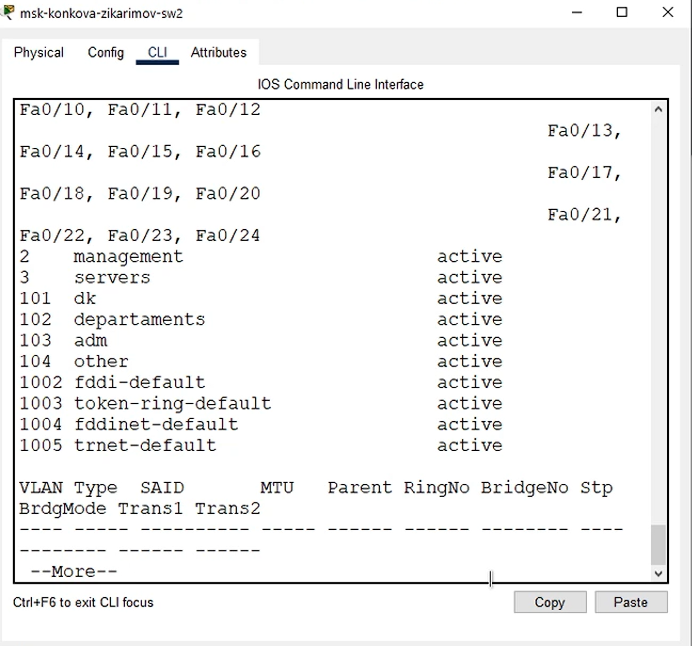 msk-konkova-zikarimov-sw2
Physical Config CLI Attributes
IOS Command Line Interface
Fa0/10, Fa0/11, Fa0/12
Fa0/13,
Fa0/14, Fa0/15, Fa0/16
Fa0/17,
Fa0/18, Fa0/19, Fa0/20
Fa0/21,
Fa0/22, Fa0/23, Fa0/24
2 management active
3 servers active
101 dk active
102 departaments active
103 adm active
104 other active
1002 fddi-default active
1003 token-ring-default active
1004 fddinet-default active
1005 trnet-default active
VLAN Type SAID MTU Parent RingNo BridgeNo Stp
BrdgMode Trans1 Trans2
---- ----- ---------- ----- ------ ------ -------- ----
-------- ------ ------
--More--
Ctrl+F6 to exit CLI focus
Copy Paste